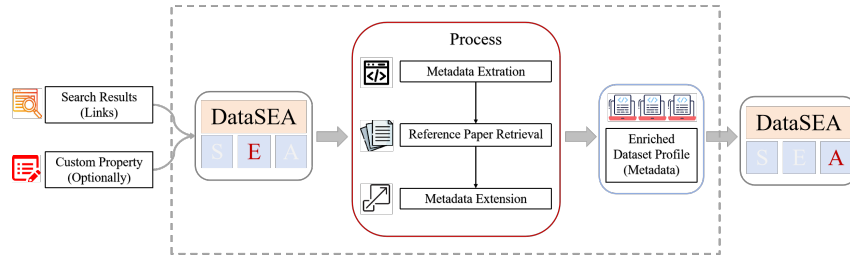 Search Results
(Links)
Custom Property
(Optionally)
DataSEA
S E A
Process
Metadata Extration
Reference Paper Retrieval
Metadata Extension
Enriched
Dataset Profile
(Metadata)
DataSEA
S E A